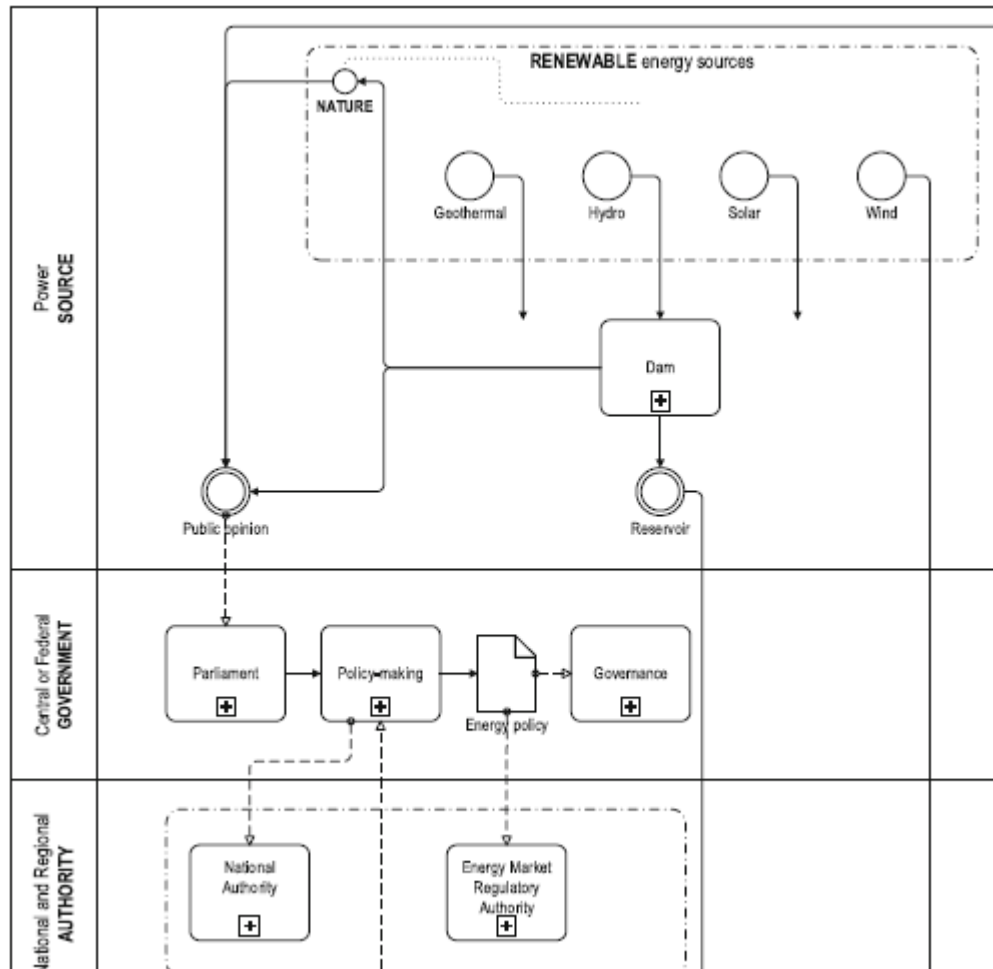 Power
SOURCE
RENEWABLE energy sources
NATURE
Geothermal
Hydro
Solar
Wind
Dam
Public opinion
Reservoir
Central or Federal
GOVERNMENT
Parliament
Policy-making
Energy policy
Governance
National and Regional
AUTHORITY
National
Authority
Energy Market
Regulatory
Authority